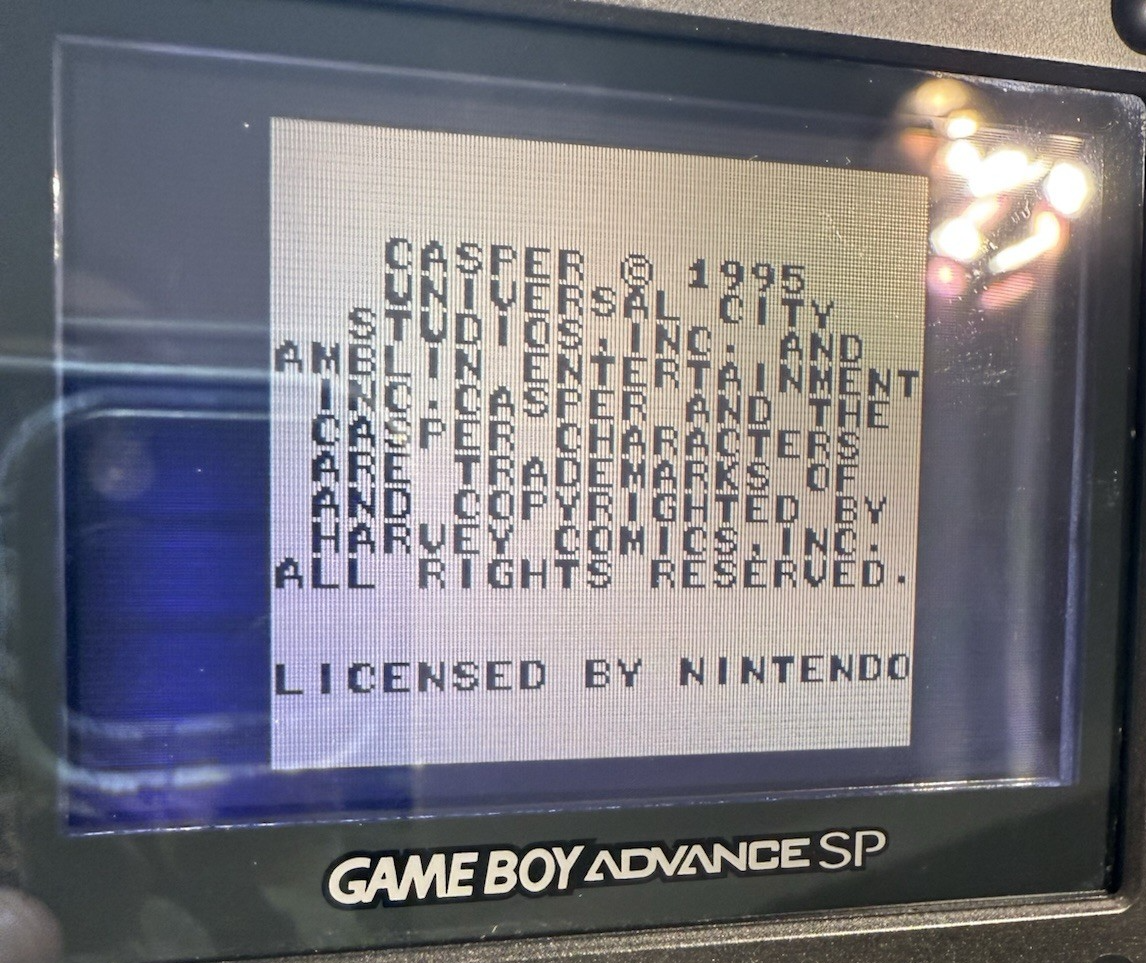 CASPER © 1995
UNIVERSAL CITY
STUDIOS.INC. AND
AMBLIN ENTERTAINMENT
INC.CASPER AND THE
CASPER CHARACTERS
ARE TRADEMARKS OF
AND COPYRIGHTED BY
HARVEY COMICS.INC.
ALL RIGHTS RESERVED.
LICENSED BY NINTENDO
GAME BOY ADVANCE SP